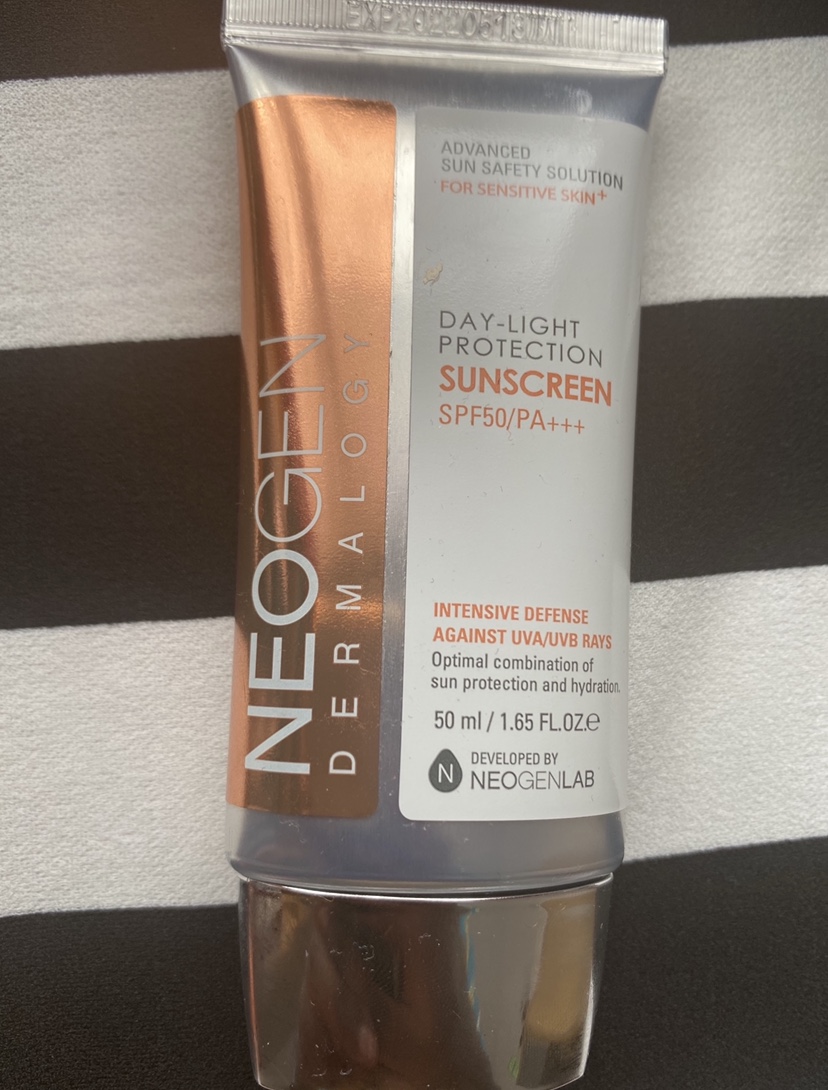 EXP20220519
NEOGEN
DERMALOGY
ADVANCED
SUN SAFETY SOLUTION
FOR SENSITIVE SKIN+
DAY-LIGHT
PROTECTION
SUNSCREEN
SPF50/PA+++
INTENSIVE DEFENSE
AGAINST UVA/UVB RAYS
Optimal combination of
sun protection and hydration.
50 ml / 1.65 FL.OZ.e
N
DEVELOPED BY
NEOGENLAB